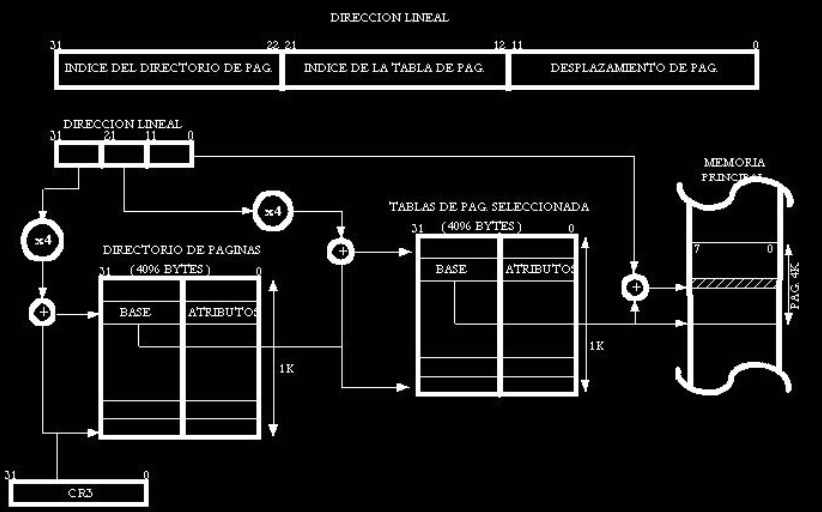 DIRECCION LINEAL
31 22 21 12 11 0
INDICE DEL DIRECTORIO DE PAG. INDICE DE LA TABLA DE PAG. DESPLAZAMIENTO DE PAG.
DIRECCION LINEAL
31 21 11 0
MEMORIA
PRINCIPAL
x4
TABLAS DE PAG. SELECCIONADA
(4096 BYTES)
31 0
x4
DIRECTORIO DE PAGINAS
(4096 BYTES)
31 0
+
7 0
BASE ATRIBUTOS
PAG. 4K
+
+
BASE ATRIBUTOS
1K
1K
31 0
CR3